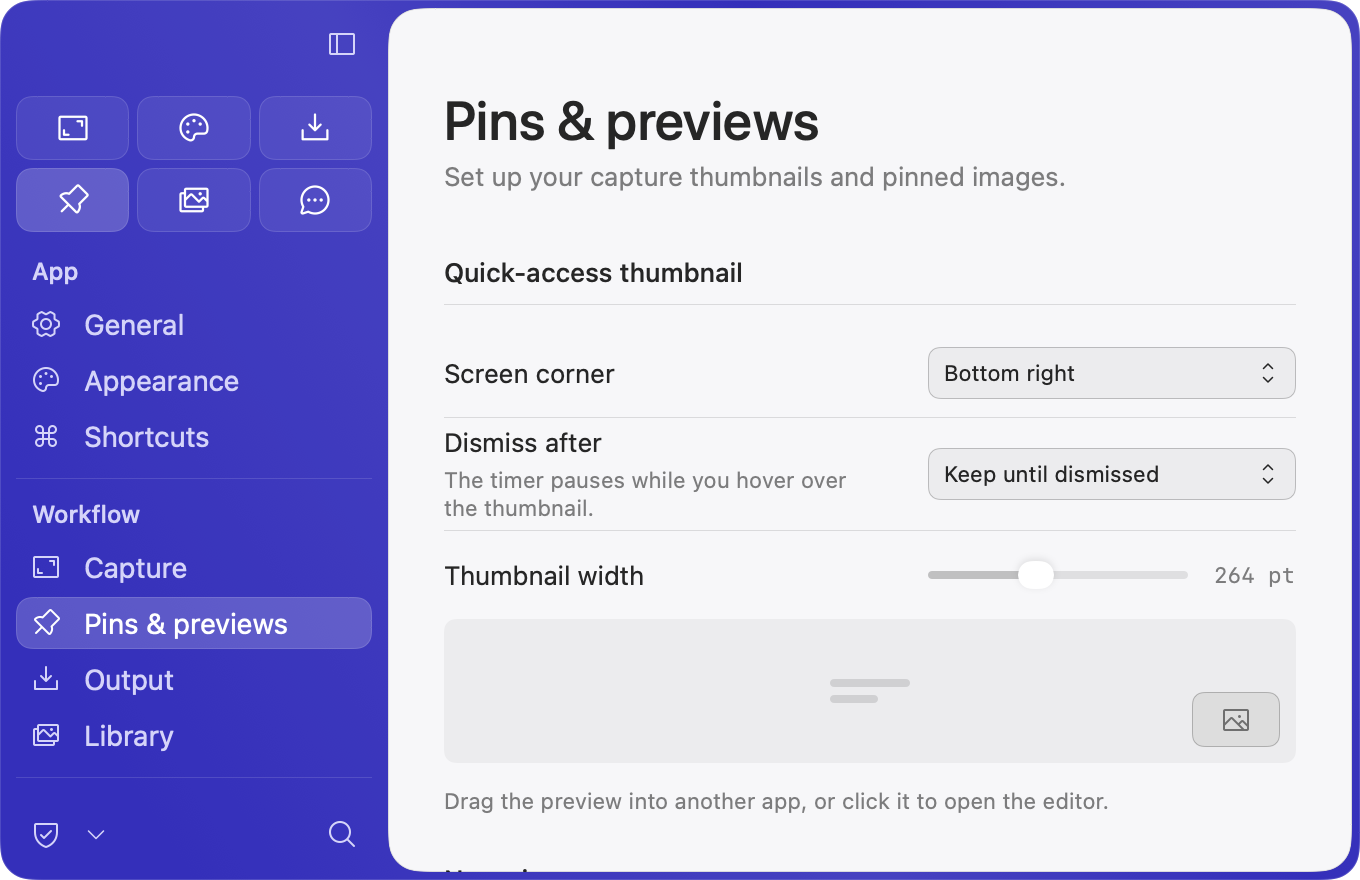 App
General
Appearance
Shortcuts
Workflow
Capture
Pins & previews
Output
Library
Pins & previews
Set up your capture thumbnails and pinned images.
Quick-access thumbnail
Screen corner
Bottom right
Dismiss after
The timer pauses while you hover over
the thumbnail.
Keep until dismissed
Thumbnail width
264 pt
Drag the preview into another app, or click it to open the editor.